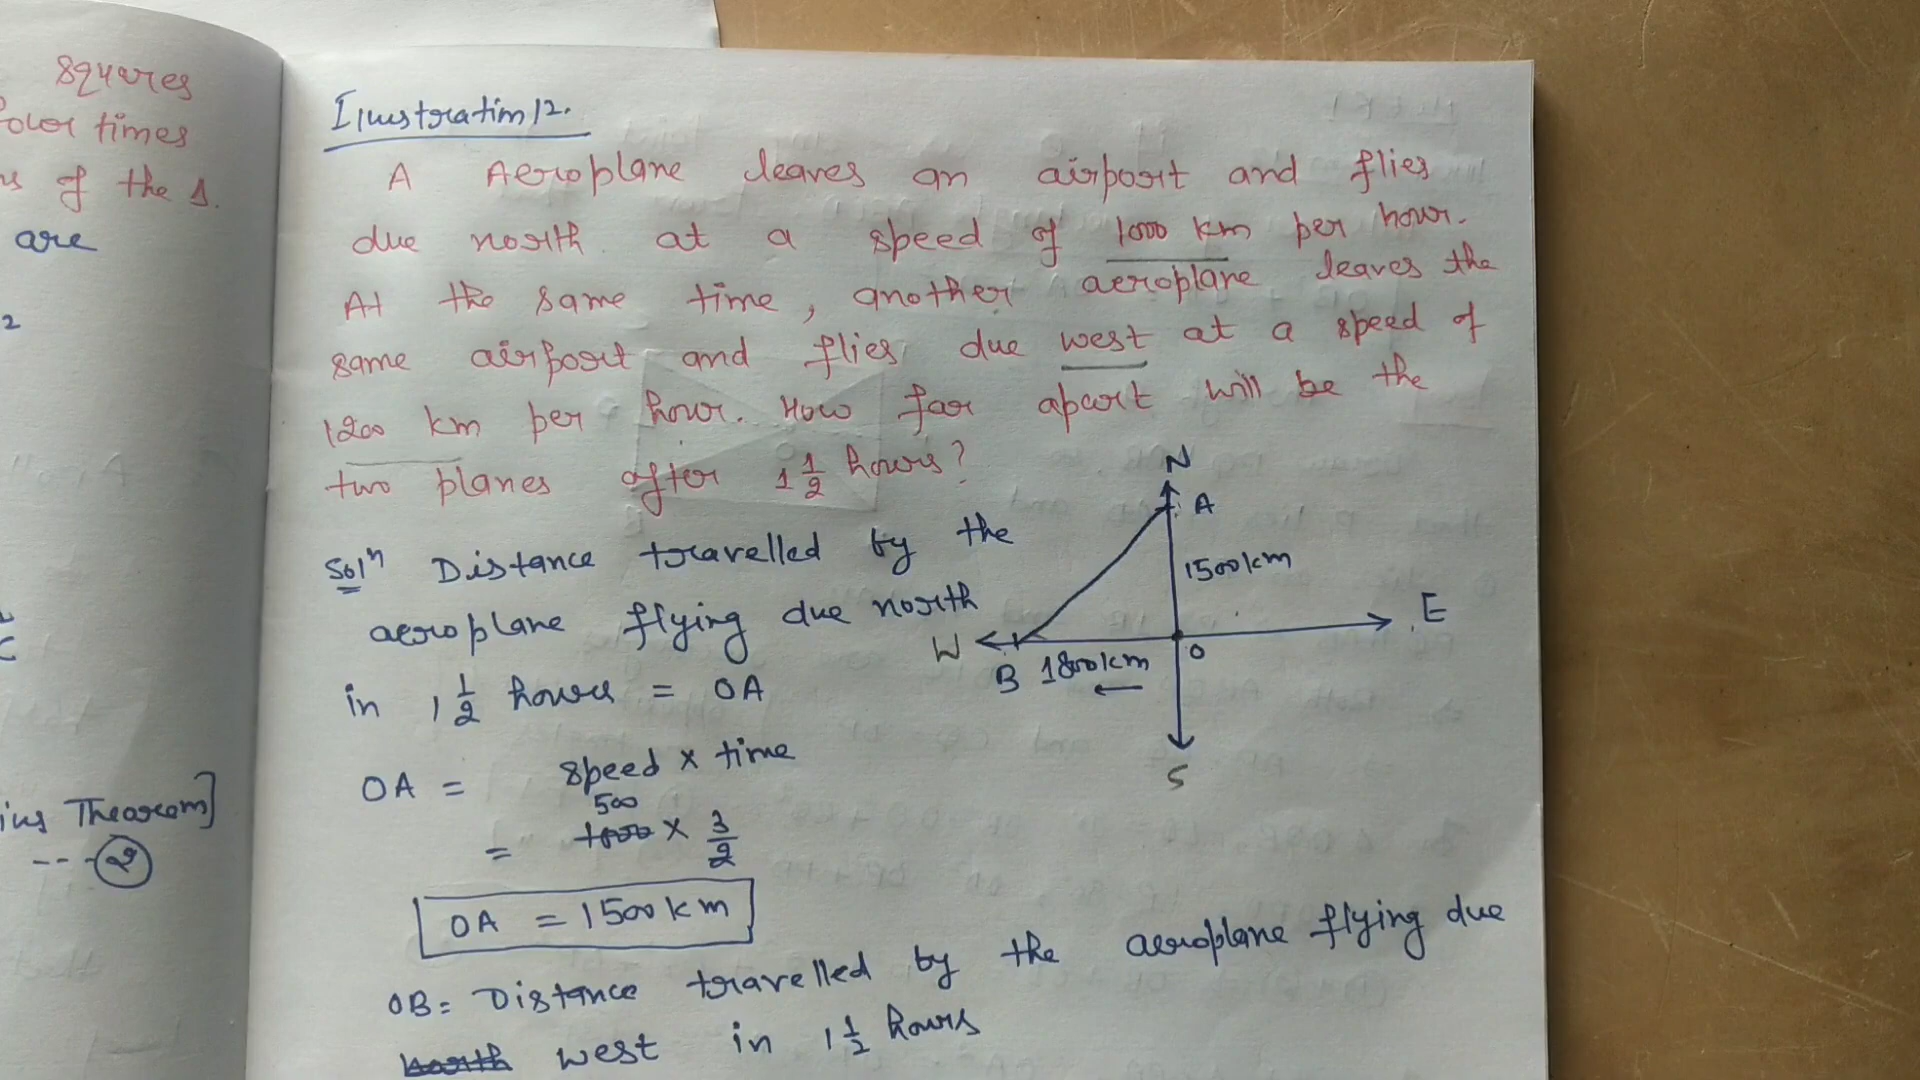 squares
times
of the Δ.
are
2
Theorem]
---②
Illustration 12.
A Aeroplane leaves an airport and flies
due north at a speed of 1000 km per hour.
At the same time, another aeroplane leaves the
same airport and flies due west at a speed of
1200 km per hour. How far apart will be the
two planes after 1 1/2 hours?
Solⁿ Distance travelled by the
aeroplane flying due north
in 1 1/2 hours = OA
OA = speed × time
500
= 1000 × 3/2
OA = 1500 km
OB = Distance travelled by the aeroplane flying due
north west in 1 1/2 hours
N
A
1500 km
E
W
B 1800 km
O
S